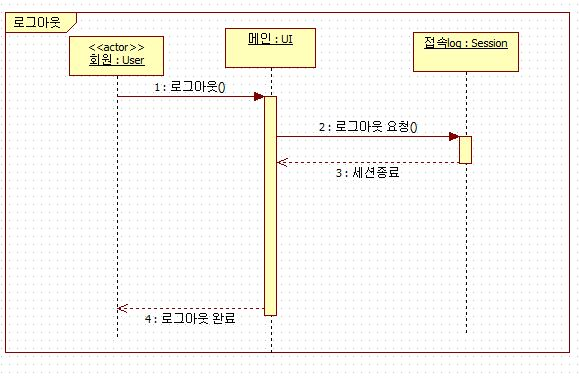 로그아웃
<<actor>>
회원 : User
메인 : UI
접속log : Session
1 : 로그아웃()
2 : 로그아웃 요청()
3 : 세션종료
4 : 로그아웃 완료